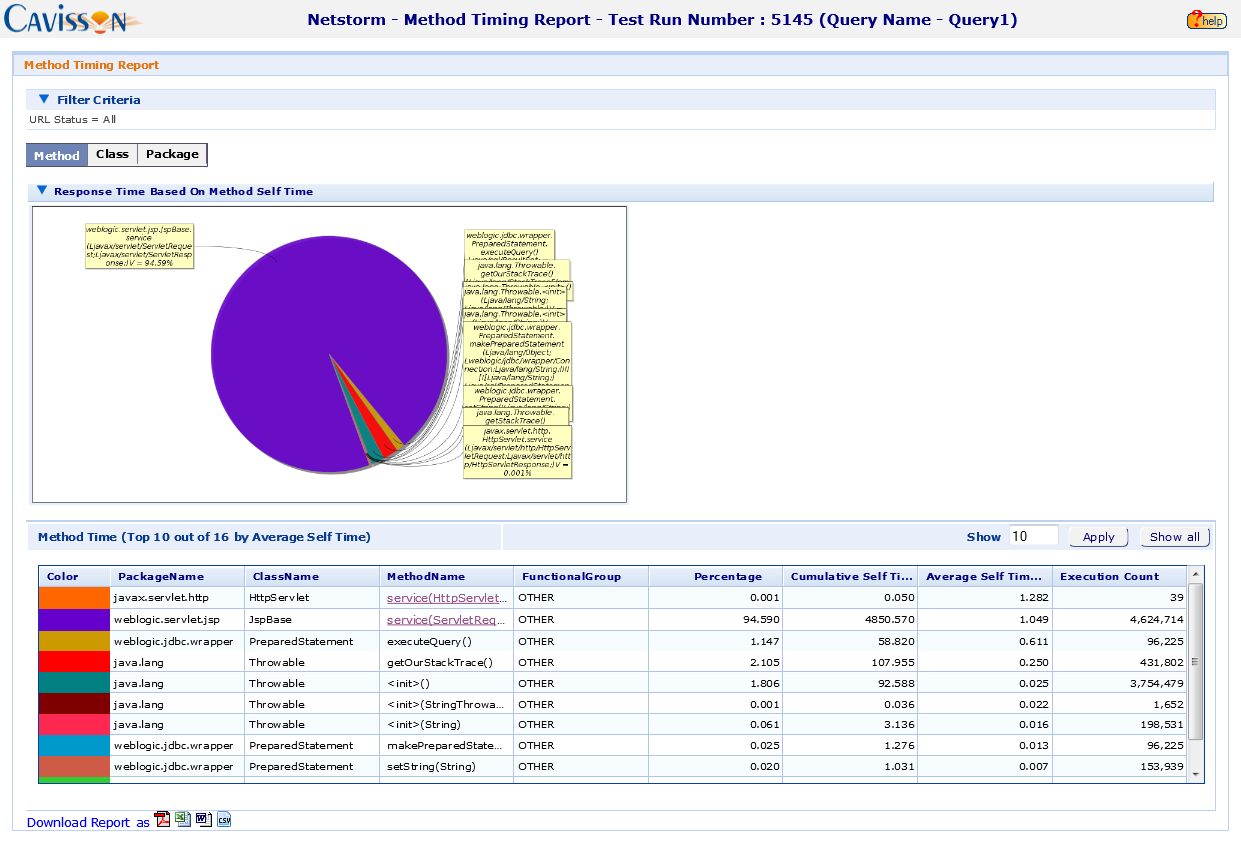 CAVISSON
Netstorm - Method Timing Report - Test Run Number : 5145 (Query Name - Query1)
? help
Method Timing Report
Filter Criteria
URL Status = All
Method Class Package
Response Time Based On Method Self Time
weblogic.servlet.jsp.JspBase.
service
(Ljavax/servlet/ServletReque
st;Ljavax/servlet/ServletResp
onse;)V = 94.59%
weblogic.jdbc.wrapper.
PreparedStatement.
executeQuery()
java.lang.Throwable.
getOurStackTrace()
java.lang.Throwable.<init>
(Ljava/lang/String;
java.lang.Throwable.<init>
weblogic.jdbc.wrapper.
PreparedStatement.
makePreparedStatement
(Ljava/lang/Object;
Lweblogic/jdbc/wrapper/Con
nection;Ljava/lang/String;III
[I[Ljava/lang/String;)
weblogic.jdbc.wrapper.
PreparedStatement.
java.lang.Throwable.
getStackTrace()
javax.servlet.http.
HttpServlet.service
(Ljavax/servlet/http/HttpServ
letRequest;Ljavax/servlet/htt
p/HttpServletResponse;)V =
0.001%
Method Time (Top 10 out of 16 by Average Self Time) Show 10 Apply Show all
Color PackageName ClassName MethodName FunctionalGroup Percentage Cumulative Self Ti... Average Self Tim... Execution Count
javax.servlet.http HttpServlet service(HttpServlet... OTHER 0.001 0.050 1.282 39
weblogic.servlet.jsp JspBase service(ServletReq... OTHER 94.590 4850.570 1.049 4,624,714
weblogic.jdbc.wrapper PreparedStatement executeQuery() OTHER 1.147 58.820 0.611 96,225
java.lang Throwable getOurStackTrace() OTHER 2.105 107.955 0.250 431,802
java.lang Throwable <init>() OTHER 1.806 92.588 0.025 3,754,479
java.lang Throwable <init>(StringThrowa... OTHER 0.001 0.036 0.022 1,652
java.lang Throwable <init>(String) OTHER 0.061 3.136 0.016 198,531
weblogic.jdbc.wrapper PreparedStatement makePreparedState... OTHER 0.025 1.276 0.013 96,225
weblogic.jdbc.wrapper PreparedStatement setString(String) OTHER 0.020 1.031 0.007 153,939
Download Report as